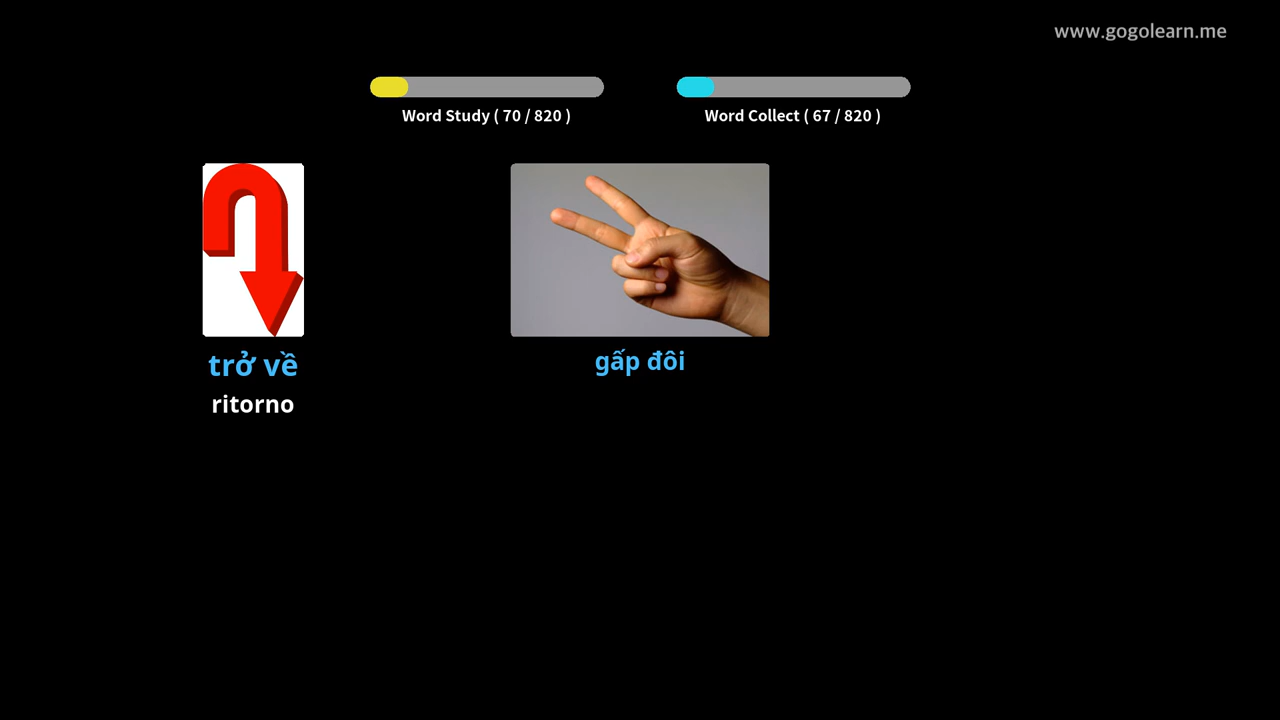 www.gogolearn.me
Word Study ( 70 / 820 )
Word Collect ( 67 / 820 )
trở về
ritorno
gấp đôi